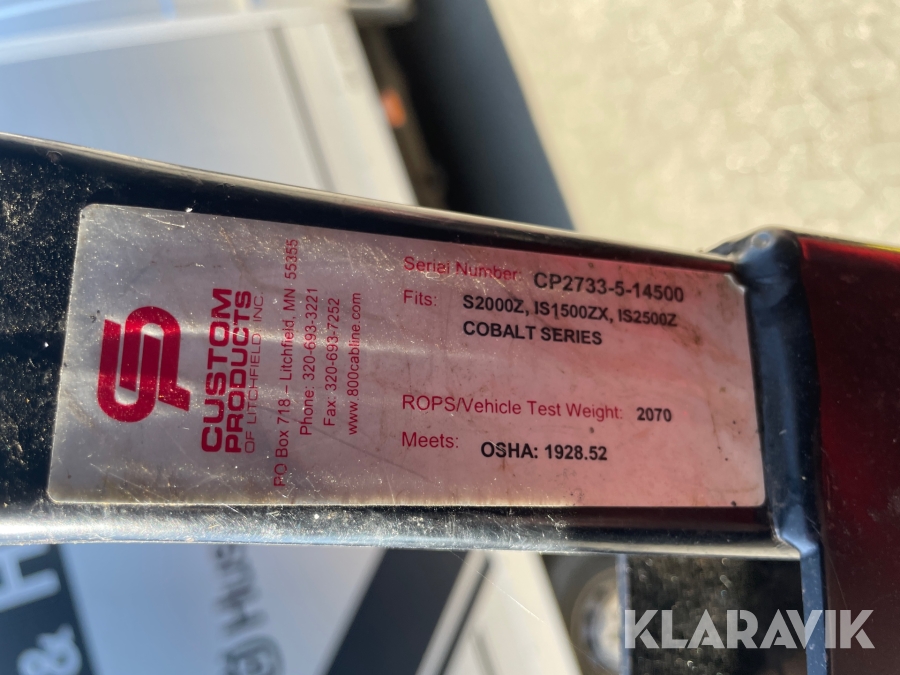 CUSTOM
PRODUCTS
OF LITCHFIELD, INC
PO Box 718 – Litchfield, MN 55355
Phone: 320-693-3221
Fax: 320-693-7252
www.800cabline.com
Serial Number: CP2733-5-14500
Fits: S2000Z, IS1500ZX, IS2500Z
COBALT SERIES
ROPS/Vehicle Test Weight: 2070
Meets: OSHA: 1928.52
& H
KLARAVIK